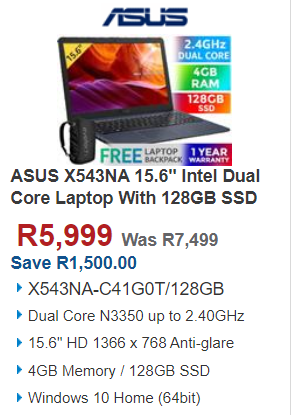 ASUS
15.6"
2.4GHz
DUAL CORE
4GB
RAM
128GB
SSD
FREE LAPTOP
BACKPACK
1 YEAR
WARRANTY
ASUS X543NA 15.6" Intel Dual
Core Laptop With 128GB SSD
R5,999 Was R7,499
Save R1,500.00
X543NA-C41G0T/128GB
Dual Core N3350 up to 2.40GHz
15.6" HD 1366 x 768 Anti-glare
4GB Memory / 128GB SSD
Windows 10 Home (64bit)